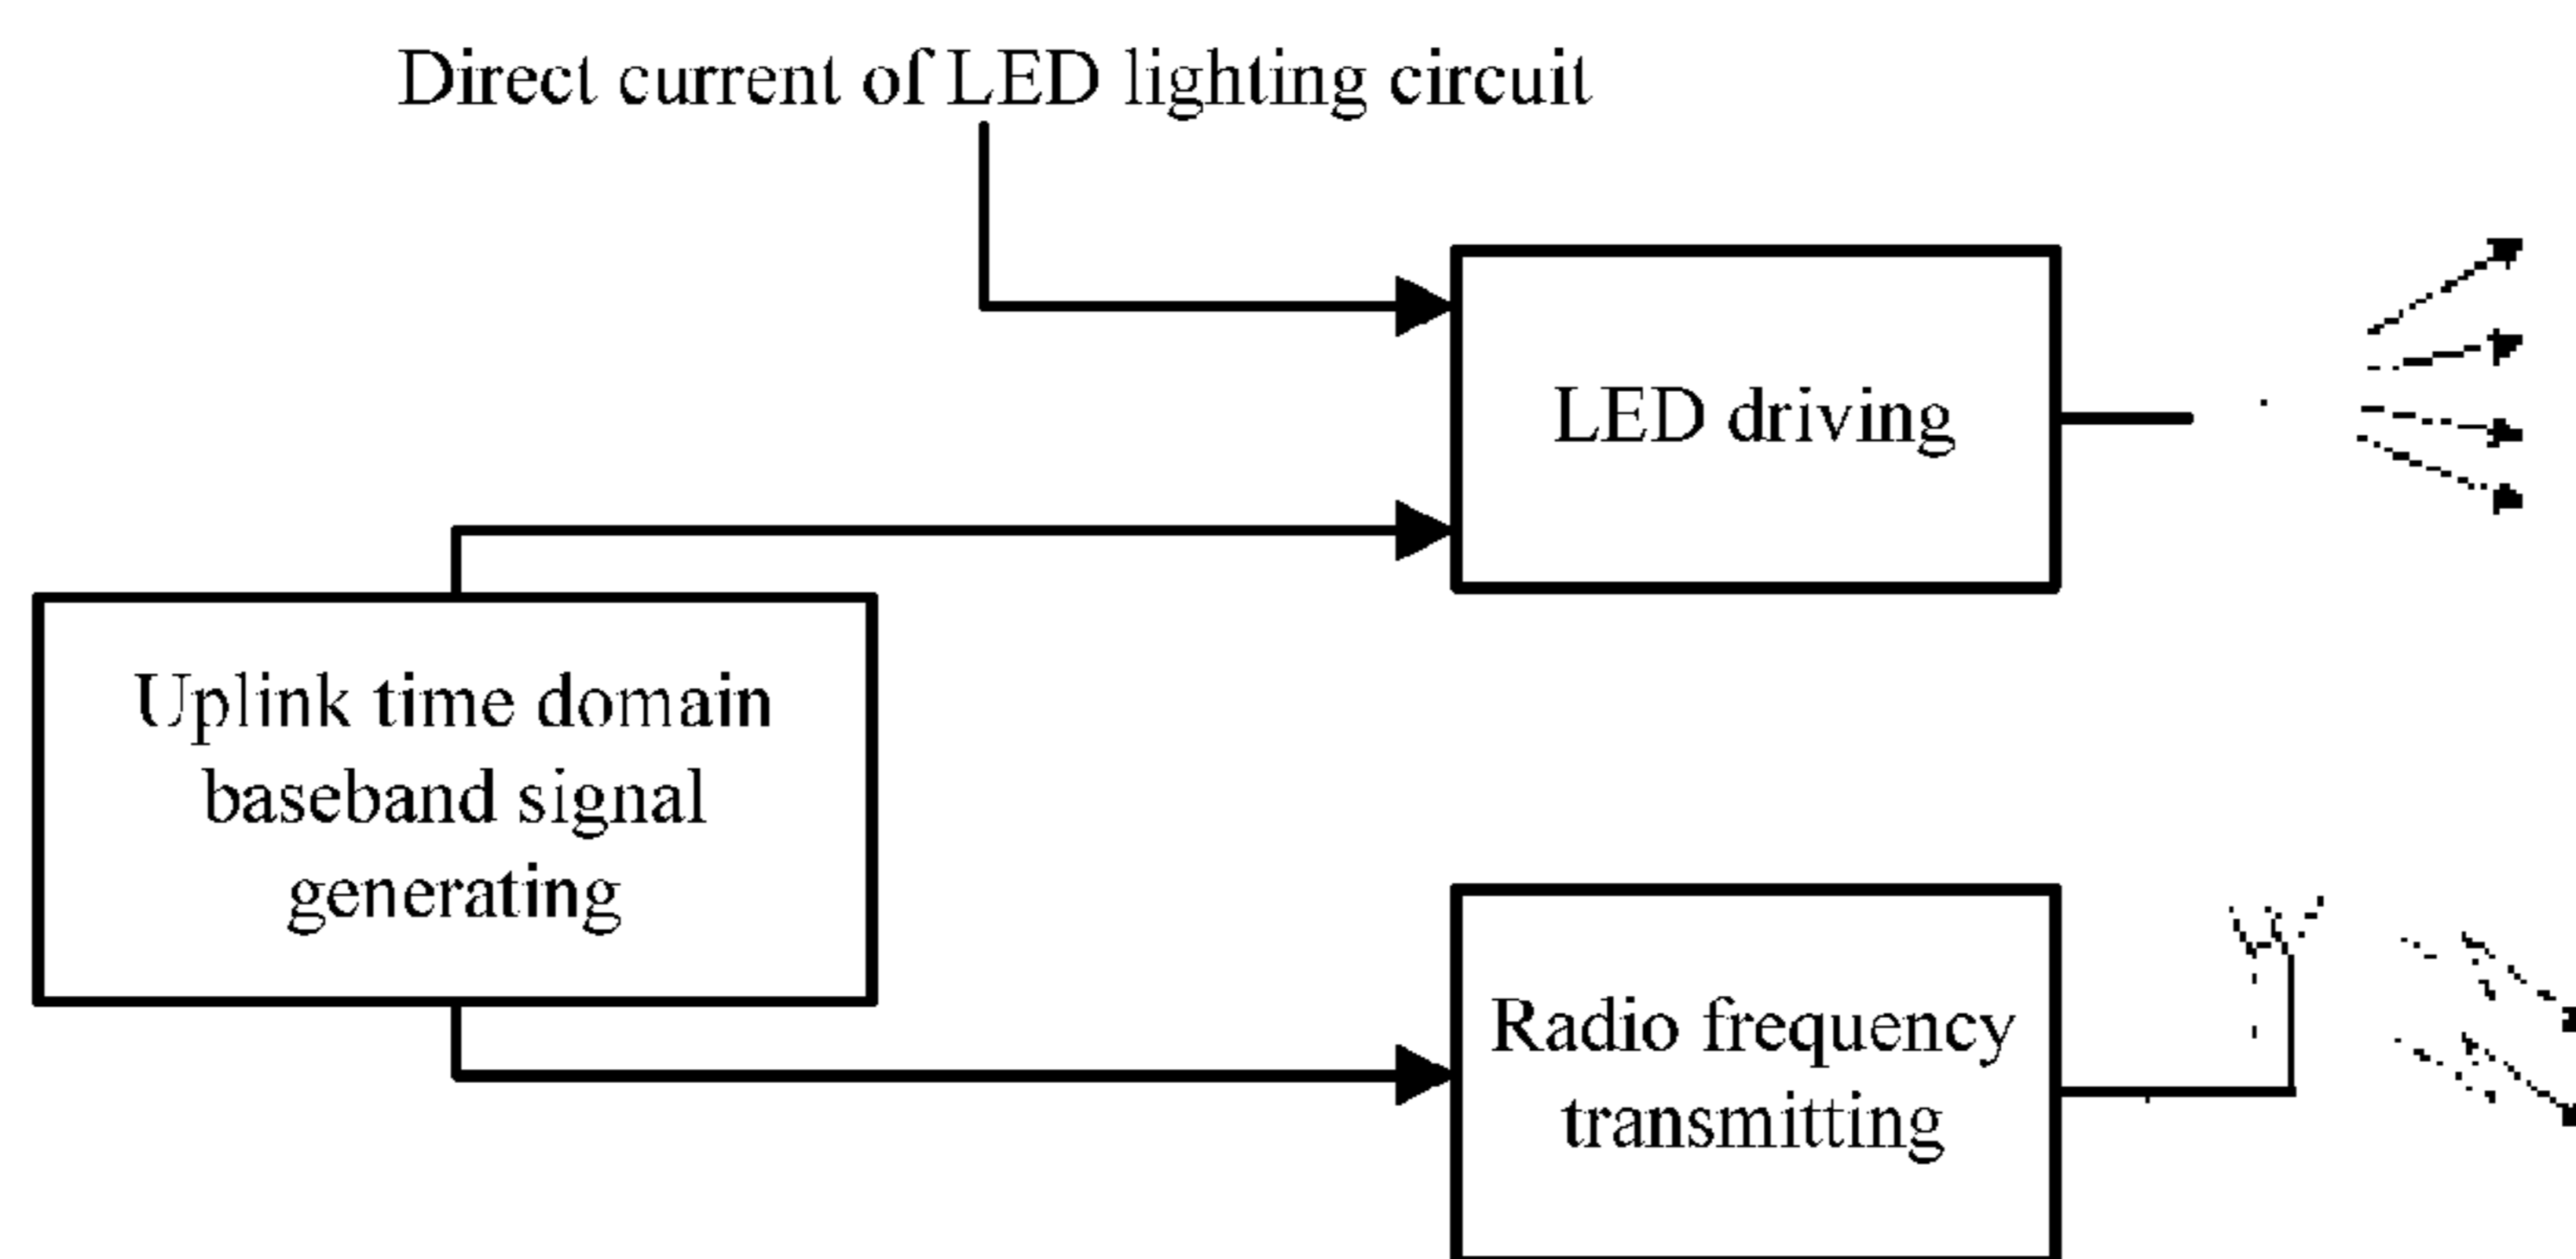 Direct current of LED lighting circuit
LED driving
Uplink time domain
baseband signal
generating
Radio frequency
transmitting